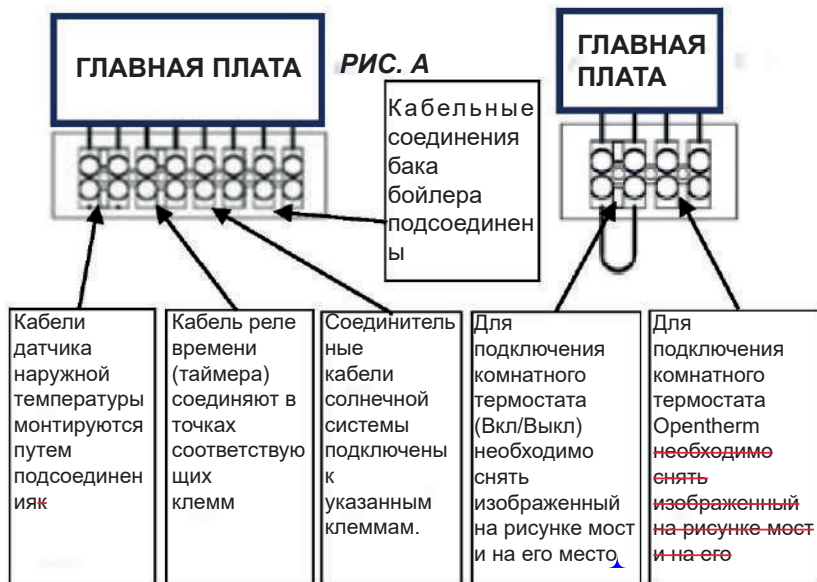 ГЛАВНАЯ ПЛАТА
РИС. А
ГЛАВНАЯ
ПЛАТА
Кабельные
соединения
бака
бойлера
подсоединен
ы
Кабели
датчика
наружной
температуры
монтируются
путем
подсоединен
ияк
Кабель реле
времени
(таймера)
соединяют в
точках
соответствую
щих
клемм
Соединитель
ные
кабели
солнечной
системы
подключены
к
указанным
клеммам.
Для
подключения
комнатного
термостата
(Вкл/Выкл)
необходимо
снять
изображенный
на рисунке мост
и на его место
Для
подключения
комнатного
термостата
Opentherm
необходимо
снять
изображенный
на рисунке мост
и на его